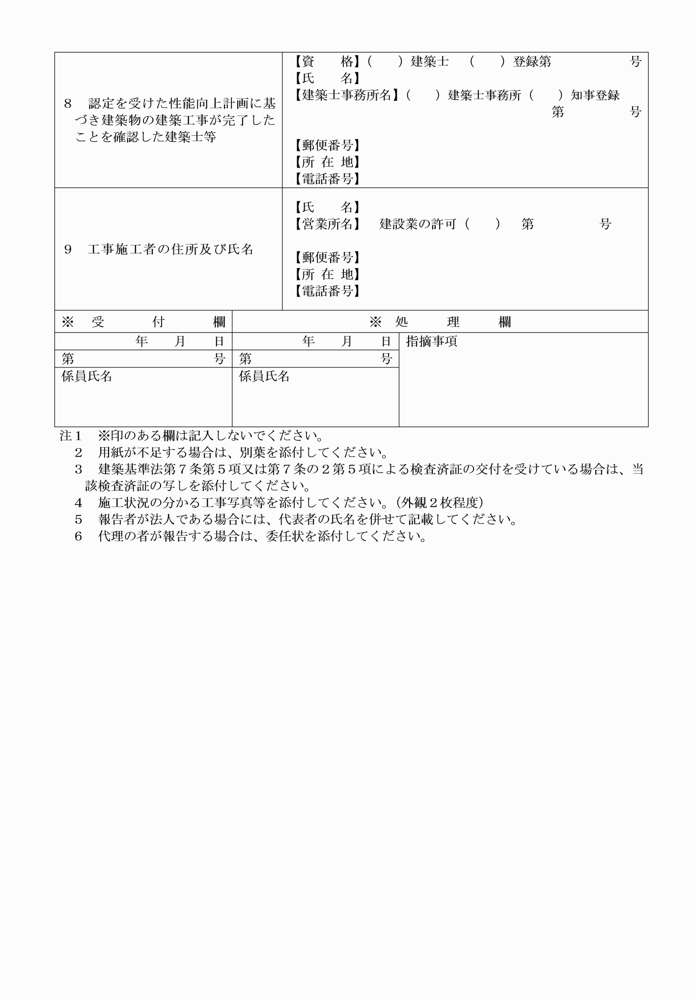 8　認定を受けた性能向上計画に基
づき建築物の建築工事が完了した
ことを確認した建築士等
【資　　格】（　　）建築士　（　　）登録第　　　　　　号
【氏　　名】
【建築士事務所名】（　　）建築士事務所（　　）知事登録
第　　　　　号
【郵便番号】
【所 在 地】
【電話番号】
9　工事施工者の住所及び氏名
【氏　　名】
【営業所名】　建設業の許可（　　）　第　　　　　号
【郵便番号】
【所 在 地】
【電話番号】
※　受　　　付　　　欄
※　処　　　理　　　欄
年　　月　　日
年　　月　　日
指摘事項
第　　　　　　　　　　　号
第　　　　　　　　　　号
係員氏名
係員氏名
注１　※印のある欄は記入しないでください。
２　用紙が不足する場合は、別葉を添付してください。
３　建築基準法第７条第５項又は第７条の２第５項による検査済証の交付を受けている場合は、当
該検査済証の写しを添付してください。
４　施工状況の分かる工事写真等を添付してください。（外観２枚程度）
５　報告者が法人である場合には、代表者の氏名を併せて記載してください。
６　代理の者が報告する場合は、委任状を添付してください。